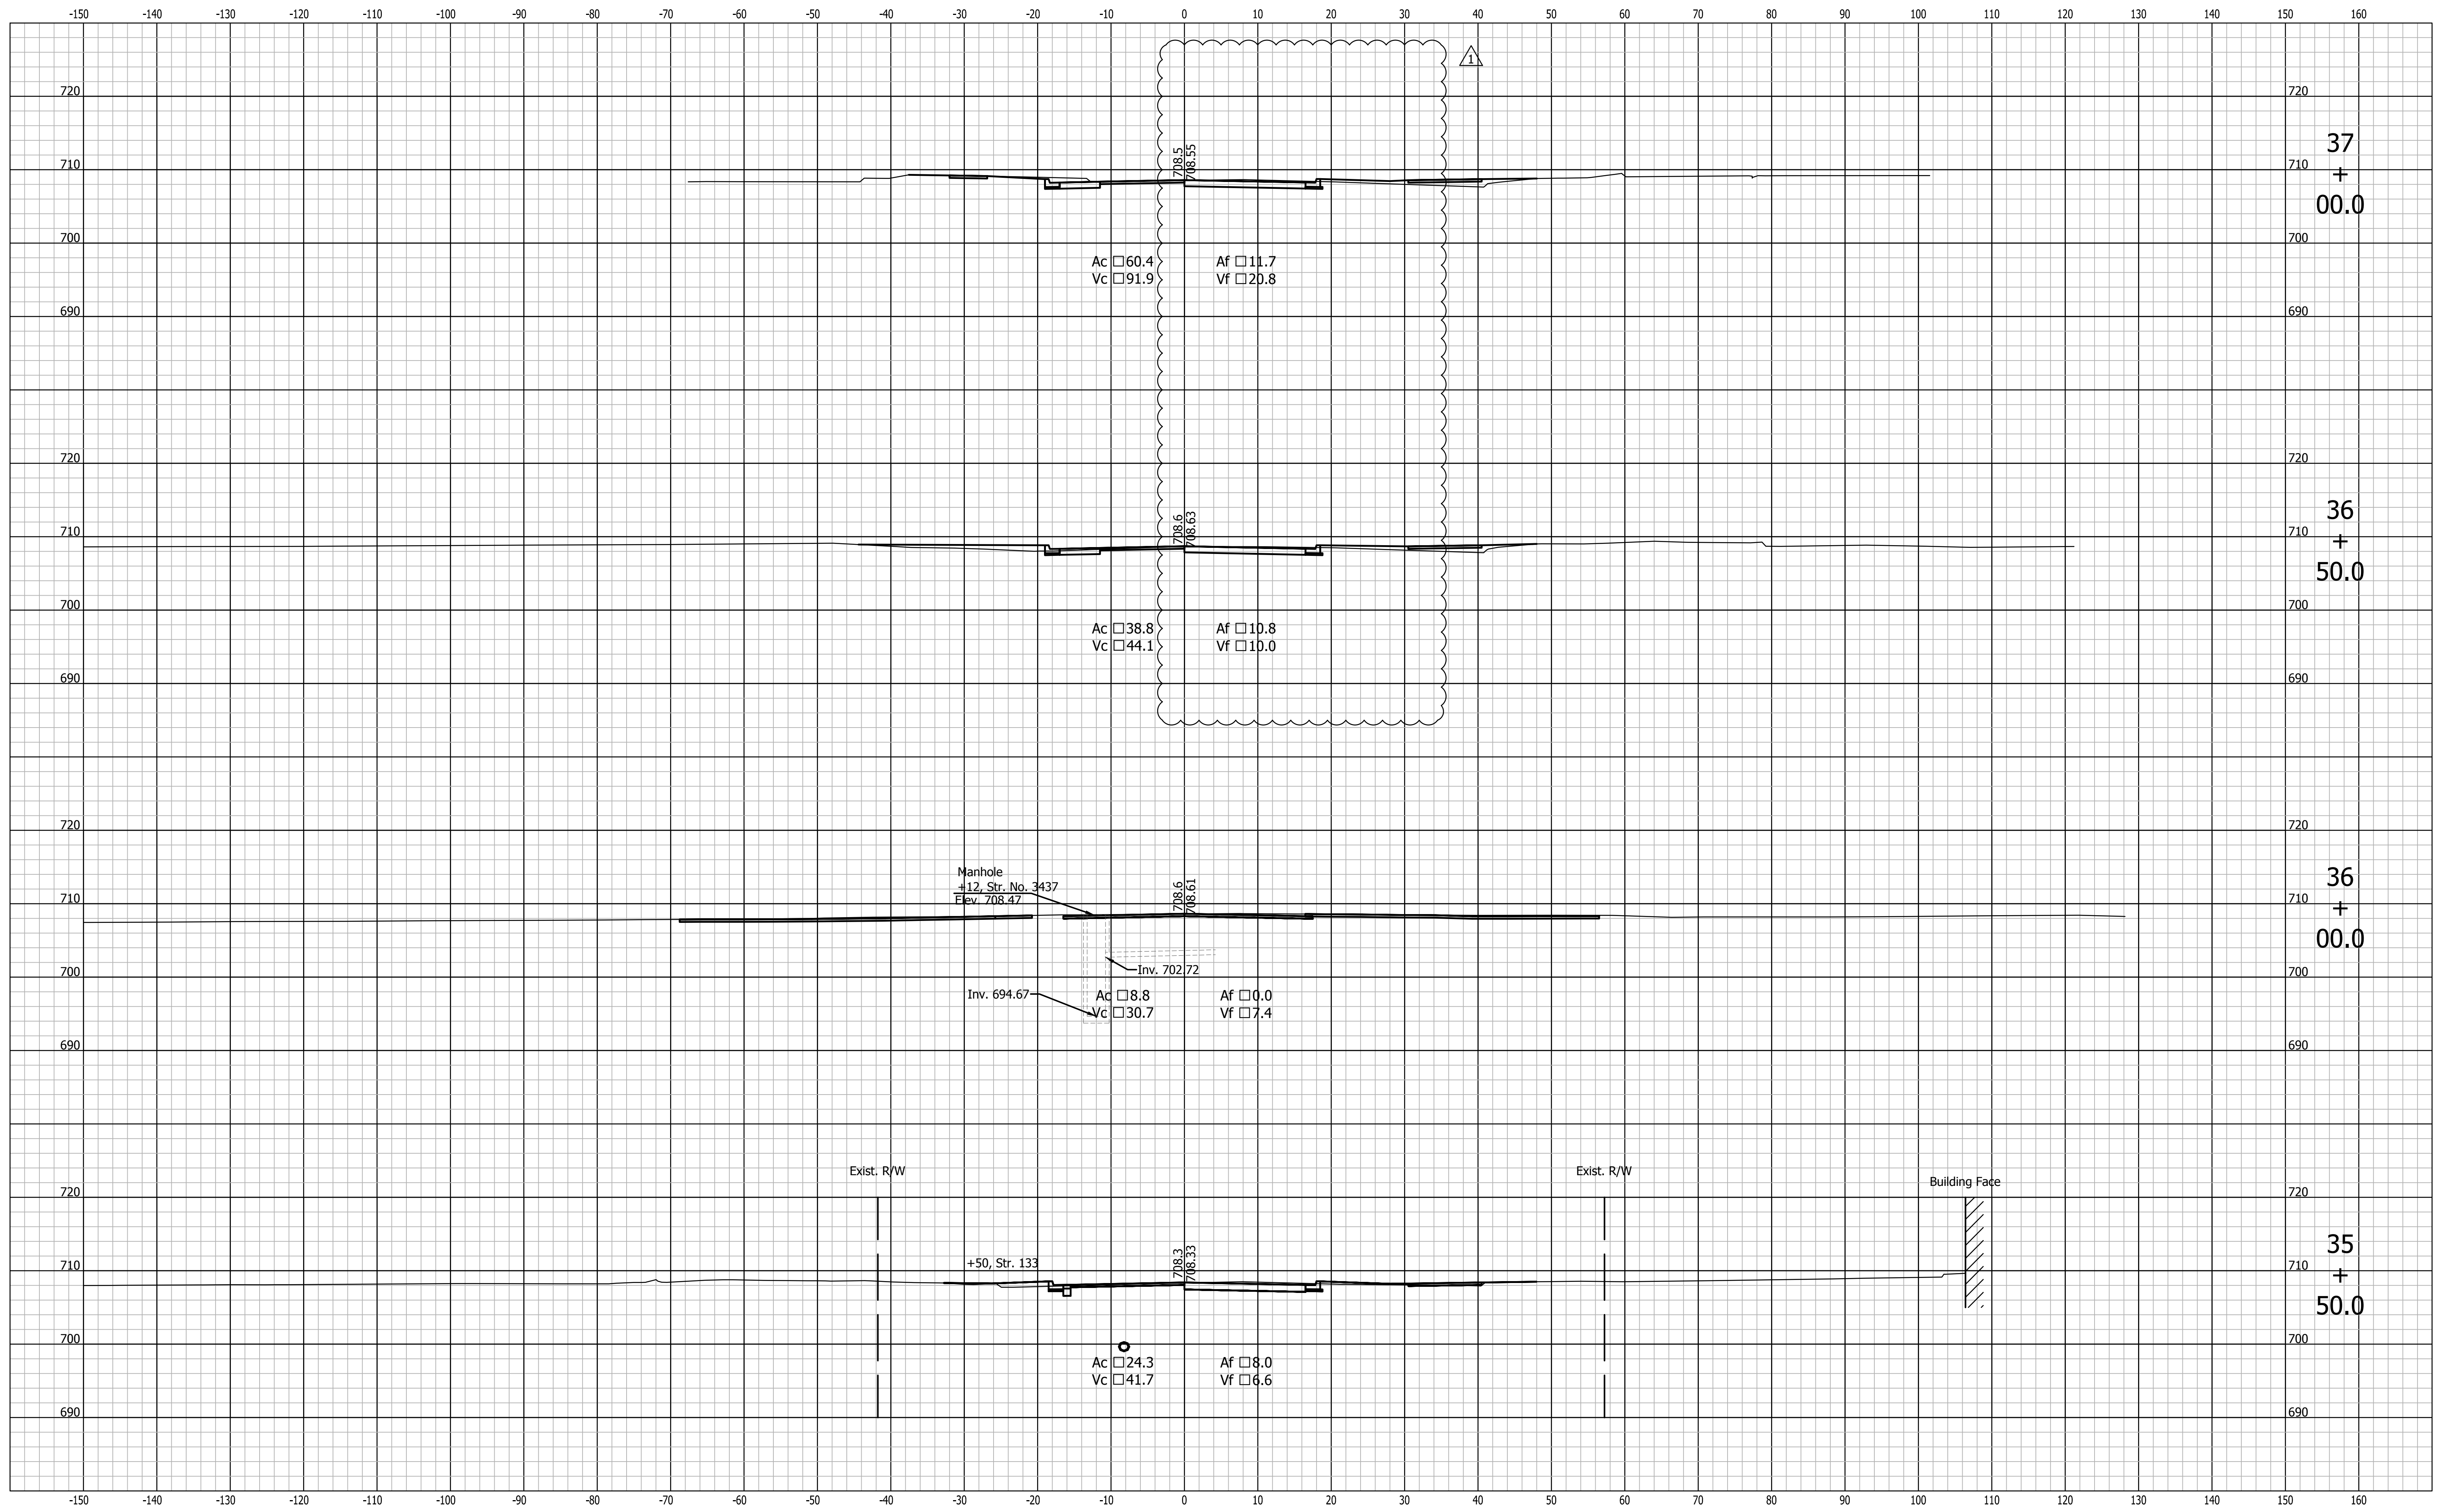 -150 -140 -130 -120 -110 -100 -90 -80 -70 -60 -50 -40 -30 -20 -10 0 10 20 30 40 50 60 70 80 90 100 110 120 130 140 150 160
1
720 720
37
+
00.0
710 708.5 708.55 710
700 700
Ac □60.4 Af □11.7
Vc □91.9 Vf □20.8
690 690
720 720
36
+
50.0
710 708.6 708.63 710
700 700
Ac □38.8 Af □10.8
Vc □44.1 Vf □10.0
690 690
720 720
Manhole
+12, Str. No. 3437
Elev. 708.47
36
+
00.0
710 708.6 708.61 710
700 700
Inv. 702.72
Inv. 694.67
Ac □8.8 Af □0.0
Vc □30.7 Vf □7.4
690 690
Exist. R/W Exist. R/W
Building Face
720 720
35
+
50.0
+50, Str. 133
710 708.3 708.33 710
700 700
Ac □24.3 Af □8.0
Vc □41.7 Vf □6.6
690 690
-150 -140 -130 -120 -110 -100 -90 -80 -70 -60 -50 -40 -30 -20 -10 0 10 20 30 40 50 60 70 80 90 100 110 120 130 140 150 160